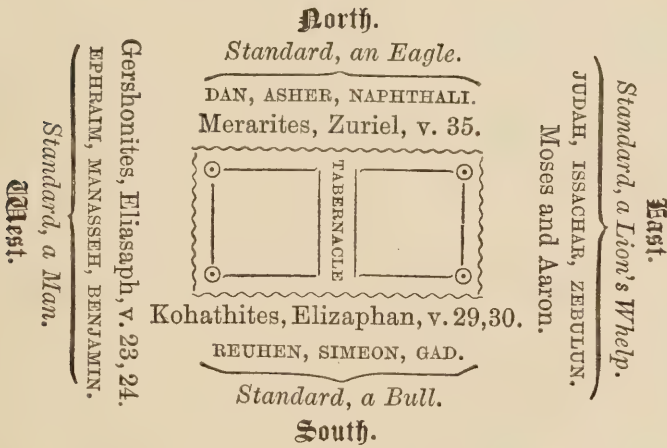 North.
Standard, an Eagle.
DAN, ASHER, NAPHTHALI.
Merarites, Zuriel, v. 35.
West.
Standard, a Man.
EPHRAIM, MANASSEH, BENJAMIN.
Gershonites, Eliasaph, v. 23, 24.
TABERNACLE
Moses and Aaron.
JUDAH, ISSACHAR, ZEBULUN.
Standard, a Lion's Whelp.
East.
Kohathites, Elizaphan, v. 29,30.
REUHEN, SIMEON, GAD.
Standard, a Bull.
South.